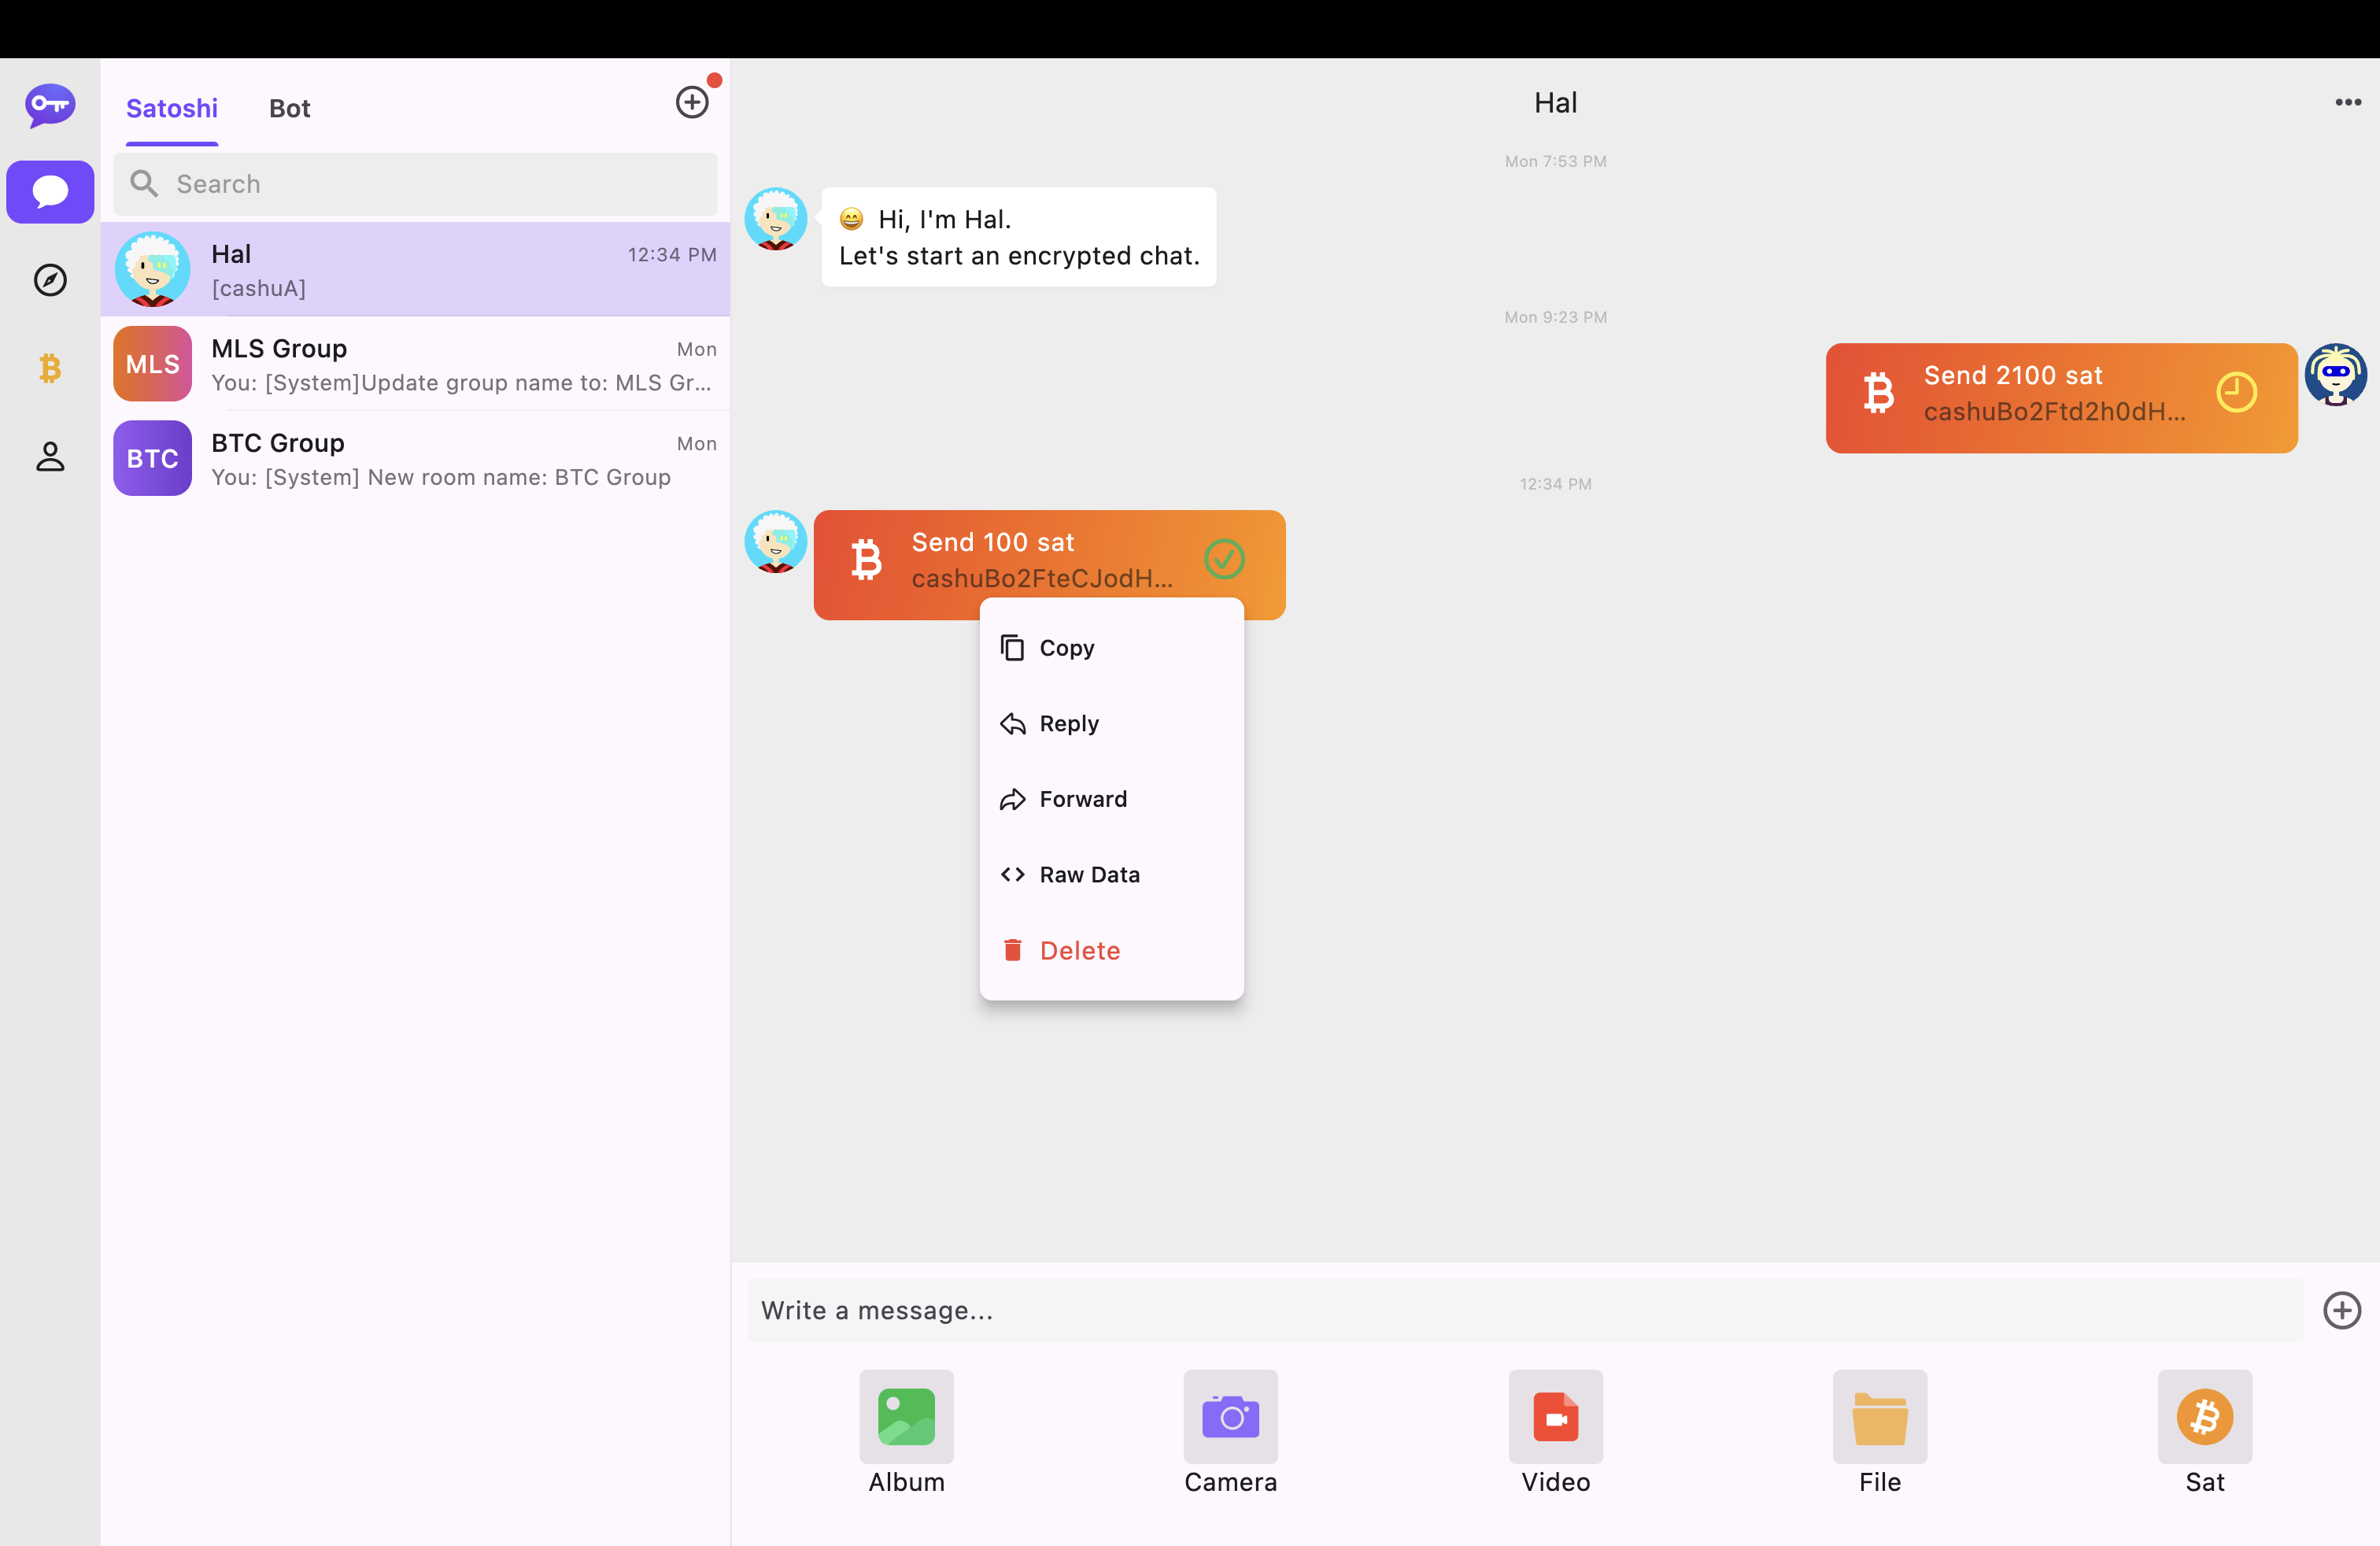 Satoshi
Bot
Search
Hal
12:34 PM
[cashuA]
MLS
MLS Group
Mon
You: [System]Update group name to: MLS Gr...
BTC
BTC Group
Mon
You: [System] New room name: BTC Group
Hal
Mon 7:53 PM
😄 Hi, I'm Hal.
Let's start an encrypted chat.
Mon 9:23 PM
Send 2100 sat
cashuBo2Ftd2h0dH...
12:34 PM
Send 100 sat
cashuBo2FteCJodH...
Copy
Reply
Forward
Raw Data
Delete
Write a message...
Album
Camera
Video
File
Sat